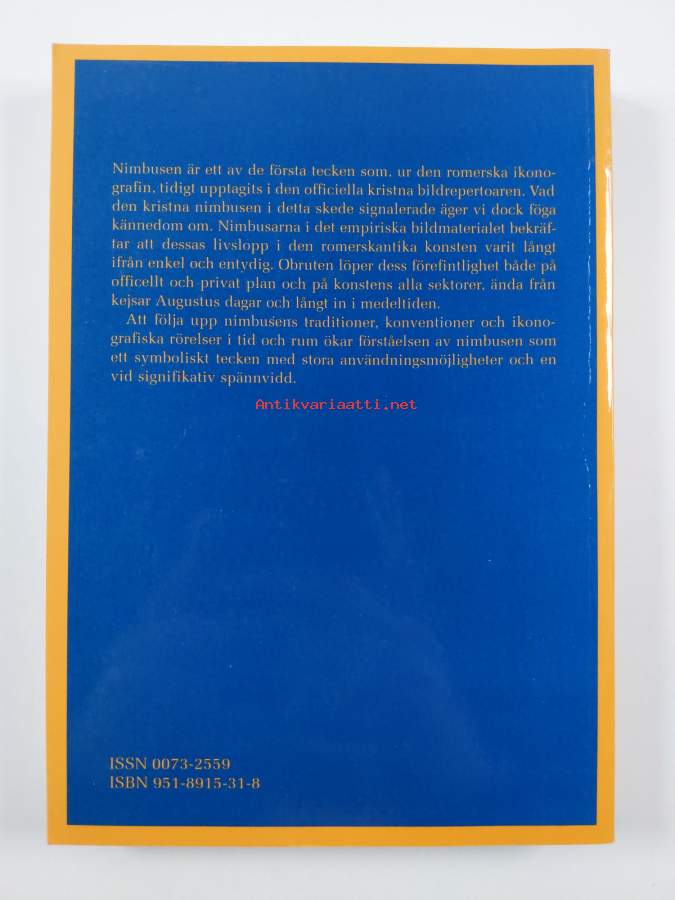 Nimbusen är ett av de första tecken som, ur den romerska ikono-
grafin, tidigt upptagits i den officiella kristna bildrepertoaren. Vad
den kristna nimbusen i detta skede signalerade äger vi dock föga
kännedom om. Nimbusarna i det empiriska bildmaterialet bekräf-
tar att dessas livslopp i den romerskantika konsten varit långt
ifrån enkel och entydig. Obruten löper dess förefintlighet både på
officellt och privat plan och på konstens alla sektorer, ända från
kejsar Augustus dagar och långt in i medeltiden.
Att följa upp nimbusens traditioner, konventioner och ikono-
grafiska rörelser i tid och rum ökar förståelsen av nimbusen som
ett symboliskt tecken med stora användningsmöjligheter och en
vid signifikativ spännvidd.
Antikvariaatti.net
ISSN 0073-2559
ISBN 951-8915-31-8